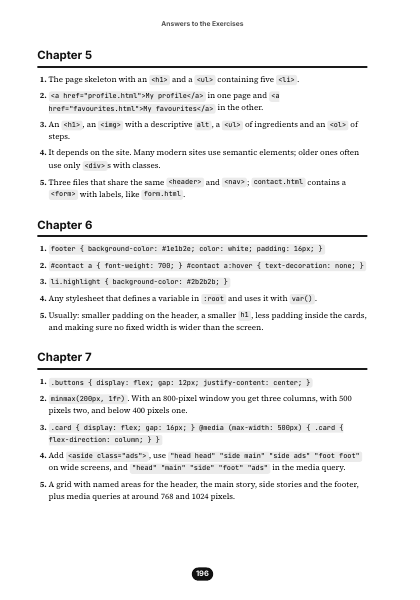 Answers to the Exercises
Chapter 5
1. The page skeleton with an <h1> and a <ul> containing five <li>.
2. <a href="profile.html">My profile</a> in one page and <a
href="favourites.html">My favourites</a> in the other.
3. An <h1>, an <img> with a descriptive alt, a <ul> of ingredients and an <ol> of
steps.
4. It depends on the site. Many modern sites use semantic elements; older ones often
use only <div>s with classes.
5. Three files that share the same <header> and <nav>; contact.html contains a
<form> with labels, like form.html.
Chapter 6
1. footer { background-color: #1e1b2e; color: white; padding: 16px; }
2. #contact a { font-weight: 700; } #contact a:hover { text-decoration: none; }
3. li.highlight { background-color: #2b2b2b; }
4. Any stylesheet that defines a variable in :root and uses it with var().
5. Usually: smaller padding on the header, a smaller h1, less padding inside the cards,
and making sure no fixed width is wider than the screen.
Chapter 7
1. .buttons { display: flex; gap: 12px; justify-content: center; }
2. minmax(200px, 1fr). With an 800-pixel window you get three columns, with 500
pixels two, and below 400 pixels one.
3. .card { display: flex; gap: 16px; } @media (max-width: 500px) { .card {
flex-direction: column; } }
4. Add <aside class="ads">, use "head head" "side main" "side ads" "foot foot"
on wide screens, and "head" "main" "side" "foot" "ads" in the media query.
5. A grid with named areas for the header, the main story, side stories and the footer,
plus media queries at around 768 and 1024 pixels.
196